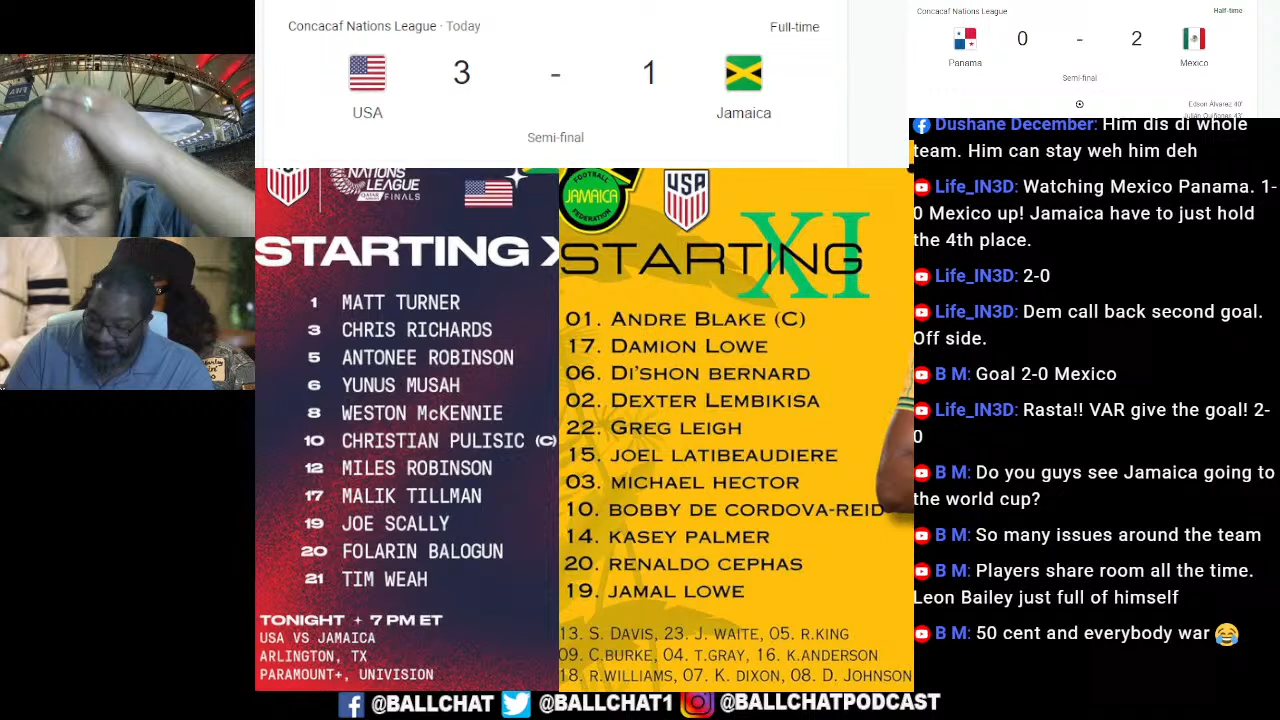 Concacaf Nations League · Today
Full-time
USA
3 - 1
Jamaica
Semi-final
Concacaf Nations League
Half-time
Panama
0 - 2
Mexico
Semi-final
Edson Álvarez 40'
Julián Quiñones 43'
NATIONS
LEAGUE
FINALS
STARTING X
1 MATT TURNER
3 CHRIS RICHARDS
5 ANTONEE ROBINSON
6 YUNUS MUSAH
8 WESTON McKENNIE
10 CHRISTIAN PULISIC (C)
12 MILES ROBINSON
17 MALIK TILLMAN
19 JOE SCALLY
20 FOLARIN BALOGUN
21 TIM WEAH
TONIGHT + 7 PM ET
USA VS JAMAICA
ARLINGTON, TX
PARAMOUNT+, UNIVISION
FOOTBALL
JAMAICA
FEDERATION
USA
XI
STARTING
01. ANDRE BLAKE (C)
17. DAMION LOWE
06. DI'SHON BERNARD
02. DEXTER LEMBIKISA
22. GREG LEIGH
15. JOEL LATIBEAUDIERE
03. MICHAEL HECTOR
10. BOBBY DE CORDOVA-REID
14. KASEY PALMER
20. RENALDO CEPHAS
19. JAMAL LOWE
13. S. DAVIS, 23. J. WAITE, 05. R.KING
09. C.BURKE, 04. T.GRAY, 16. K.ANDERSON
18. R.WILLIAMS, 07. K. DIXON, 08. D. JOHNSON
Dushane December: Him dis di whole
team. Him can stay weh him deh
Life_IN3D: Watching Mexico Panama. 1-
0 Mexico up! Jamaica have to just hold
the 4th place.
Life_IN3D: 2-0
Life_IN3D: Dem call back second goal.
Off side.
B M: Goal 2-0 Mexico
Life_IN3D: Rasta!! VAR give the goal! 2-
0
B M: Do you guys see Jamaica going to
the world cup?
B M: So many issues around the team
B M: Players share room all the time.
Leon Bailey just full of himself
B M: 50 cent and everybody war 😂
@BALLCHAT @BALLCHAT1 @BALLCHATPODCAST